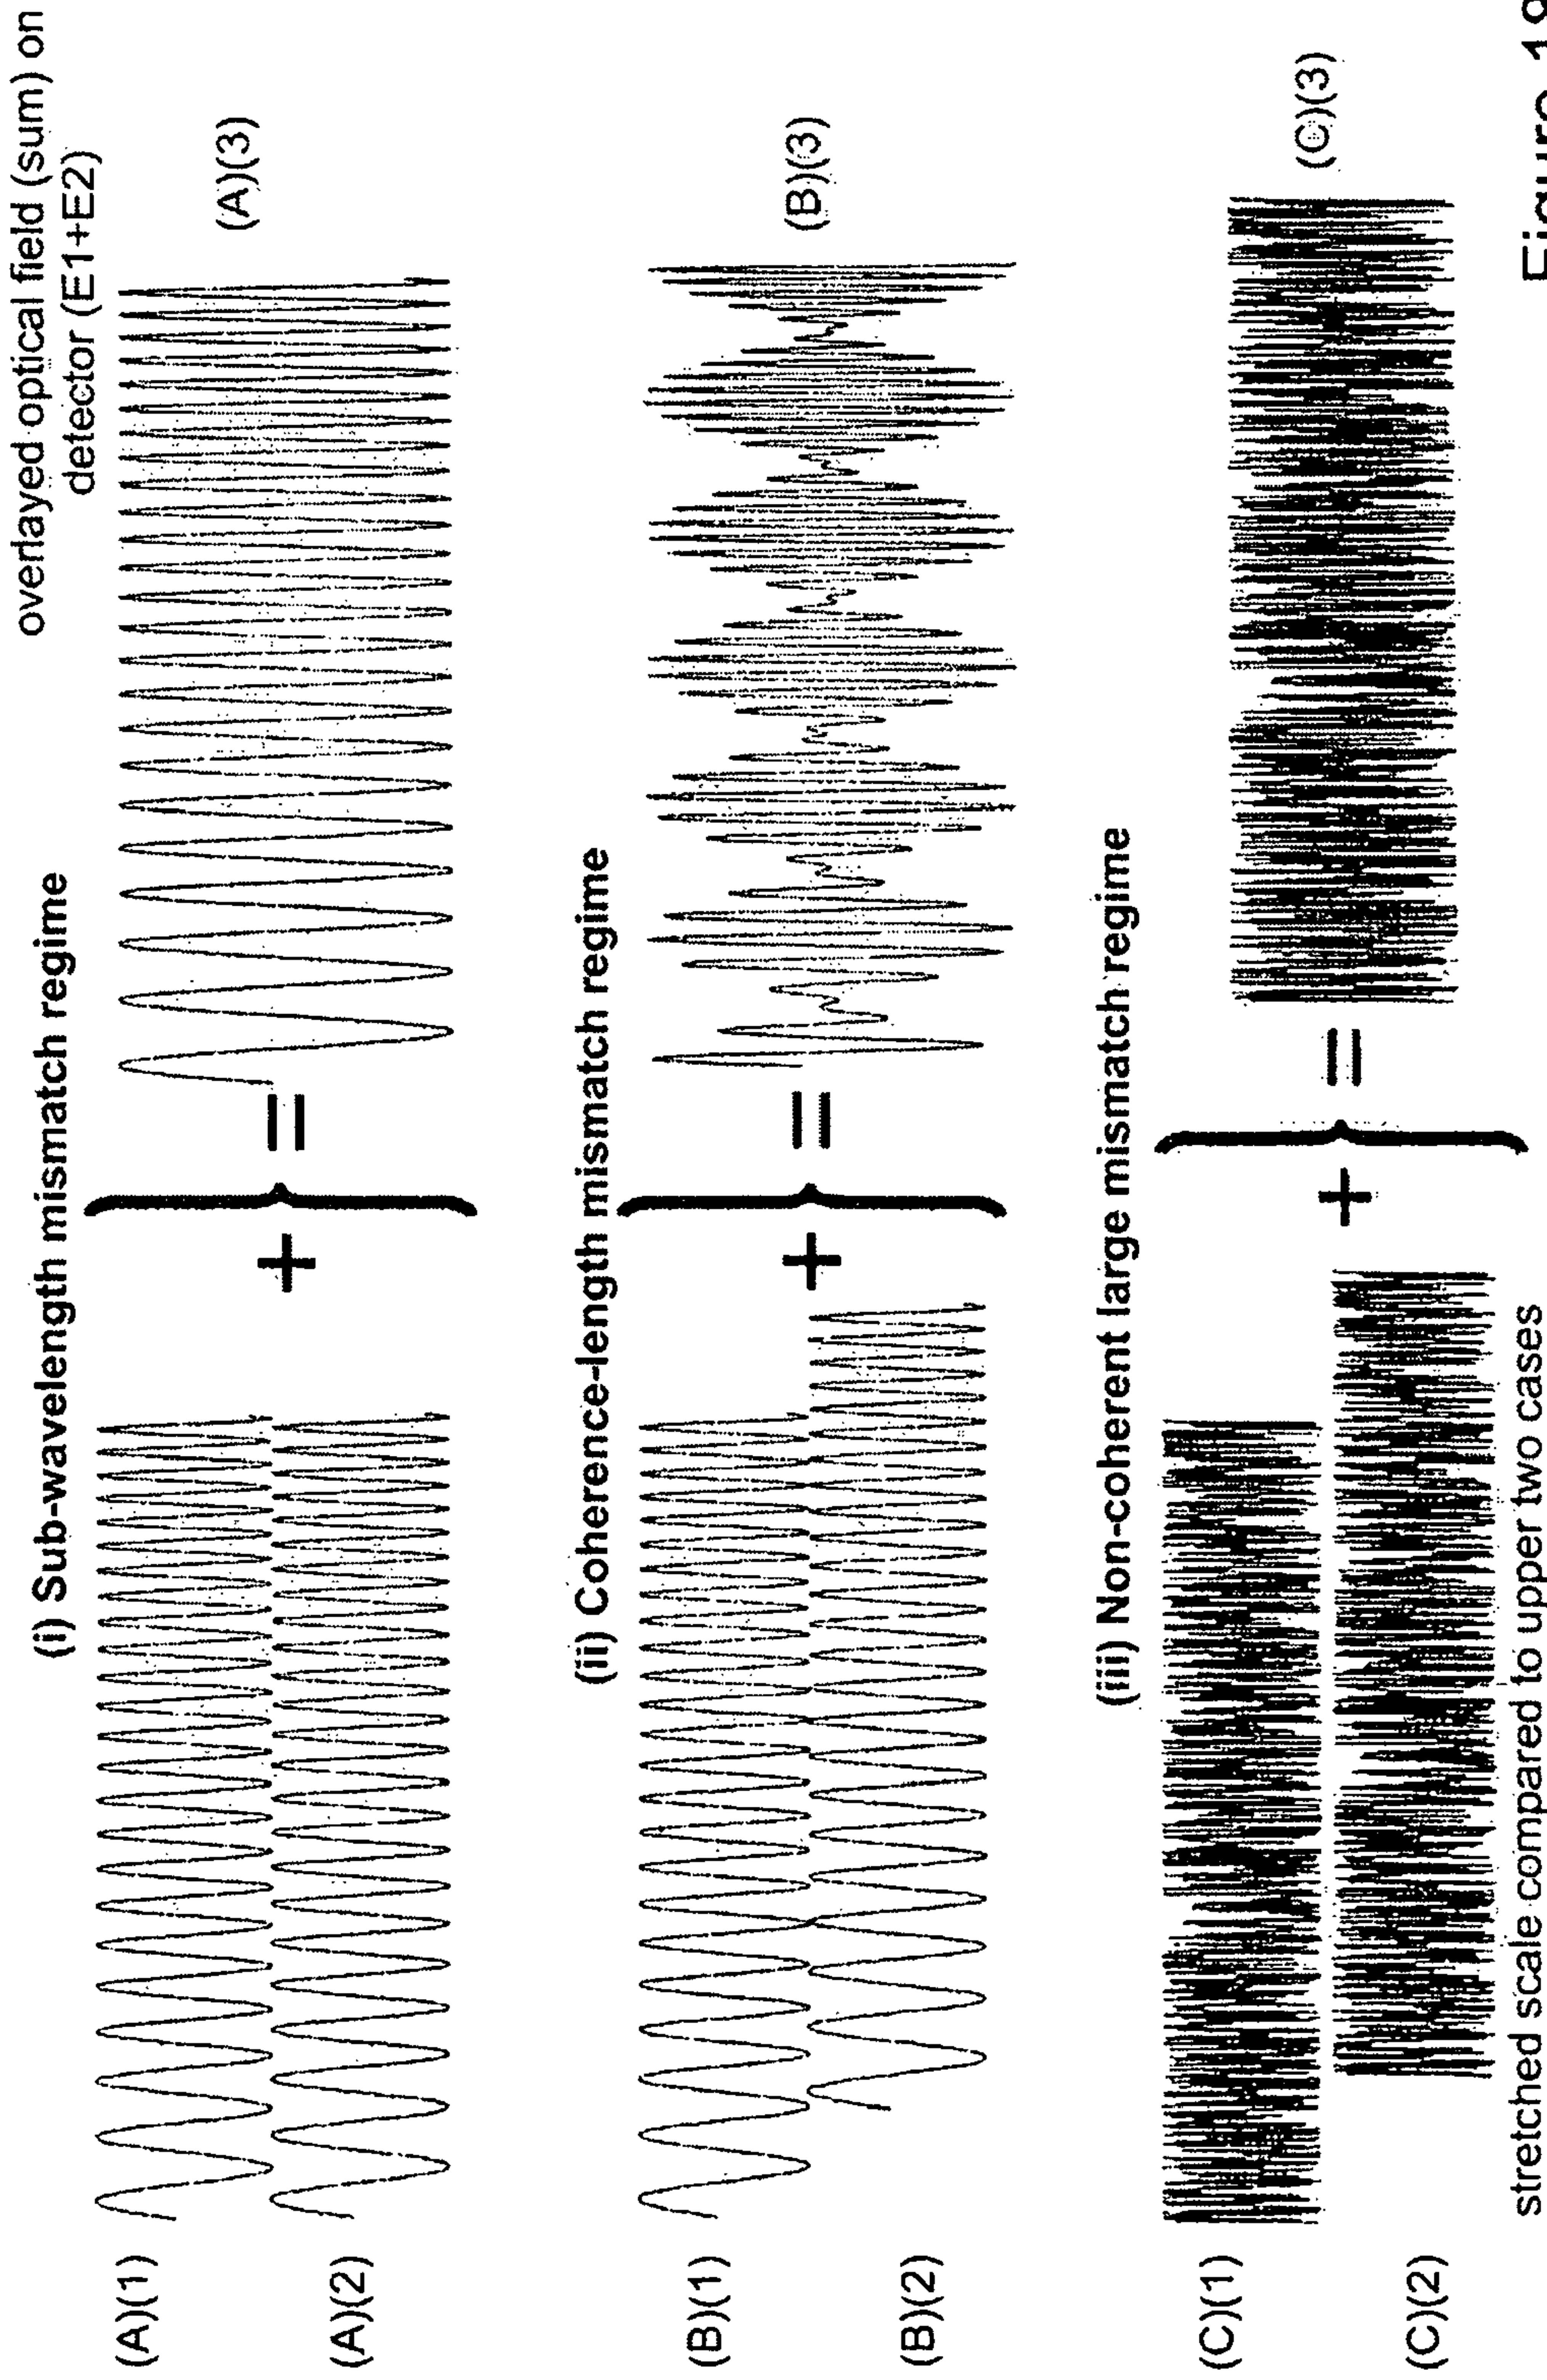 overlayed optical field (sum) on
detector (E1+E2)
(i) Sub-wavelength mismatch regime
(A)(1)
(A)(2)
+
=
(A)(3)
(ii) Coherence-length mismatch regime
(B)(1)
(B)(2)
+
=
(B)(3)
(iii) Non-coherent large mismatch regime
(C)(1)
(C)(2)
+
=
(C)(3)
stretched scale compared to upper two cases
Figure